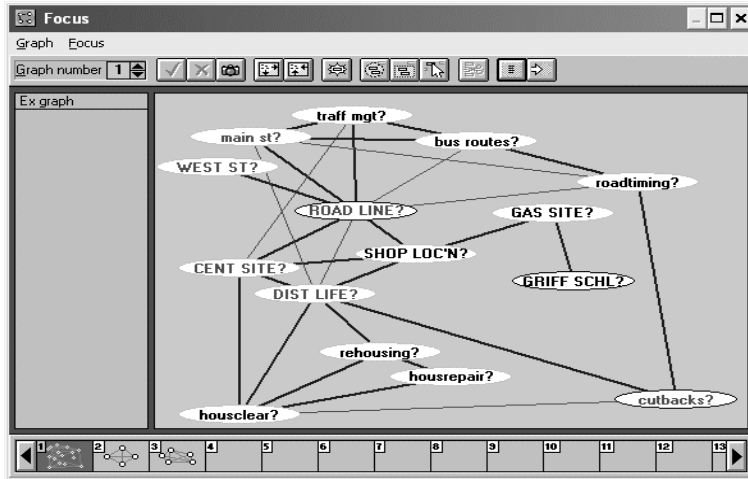 Focus
Graph Focus
Graph number 1
Ex graph
traff mgt?
main st?
bus routes?
WEST ST?
roadtiming?
ROAD LINE?
GAS SITE?
SHOP LOC'N?
CENT SITE?
GRIFF SCHL?
DIST LIFE?
rehousing?
housrepair?
cutbacks?
housclear?
1 2 3 4 5 6 7 8 9 10 11 12 13